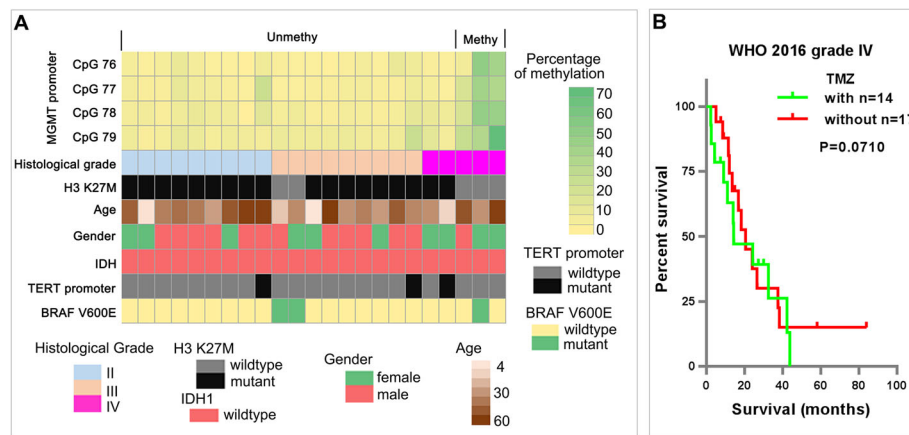 A
Unmethy
Methy
MGMT promoter
CpG 76
CpG 77
CpG 78
CpG 79
Histological grade
H3 K27M
Age
Gender
IDH
TERT promoter
BRAF V600E
Percentage
of methylation
70
60
50
40
30
20
10
0
TERT promoter
wildtype
mutant
BRAF V600E
wildtype
mutant
Histological Grade
II
III
IV
H3 K27M
wildtype
mutant
IDH1
wildtype
Gender
female
male
Age
4
30
60
B
WHO 2016 grade IV
TMZ
with n=14
without n=17
P=0.0710
Percent survival
100
75
50
25
0
0 20 40 60 80 100
Survival (months)